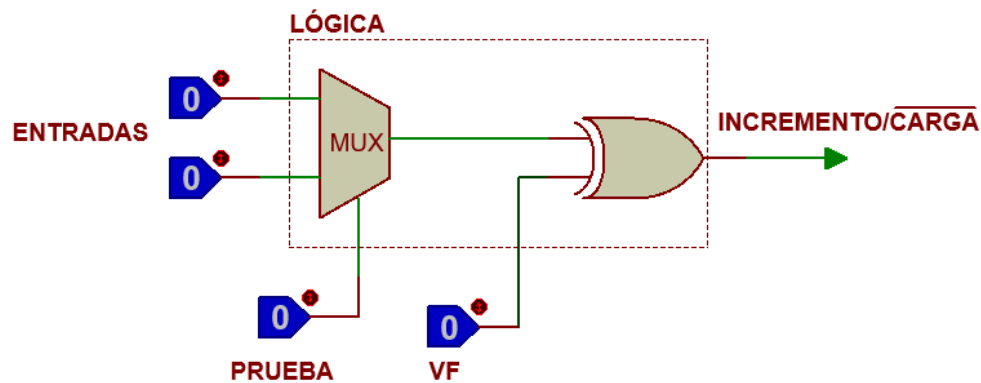 LÓGICA
0
ENTRADAS
MUX
INCREMENTO/CARGA
0
0
0
PRUEBA
VF